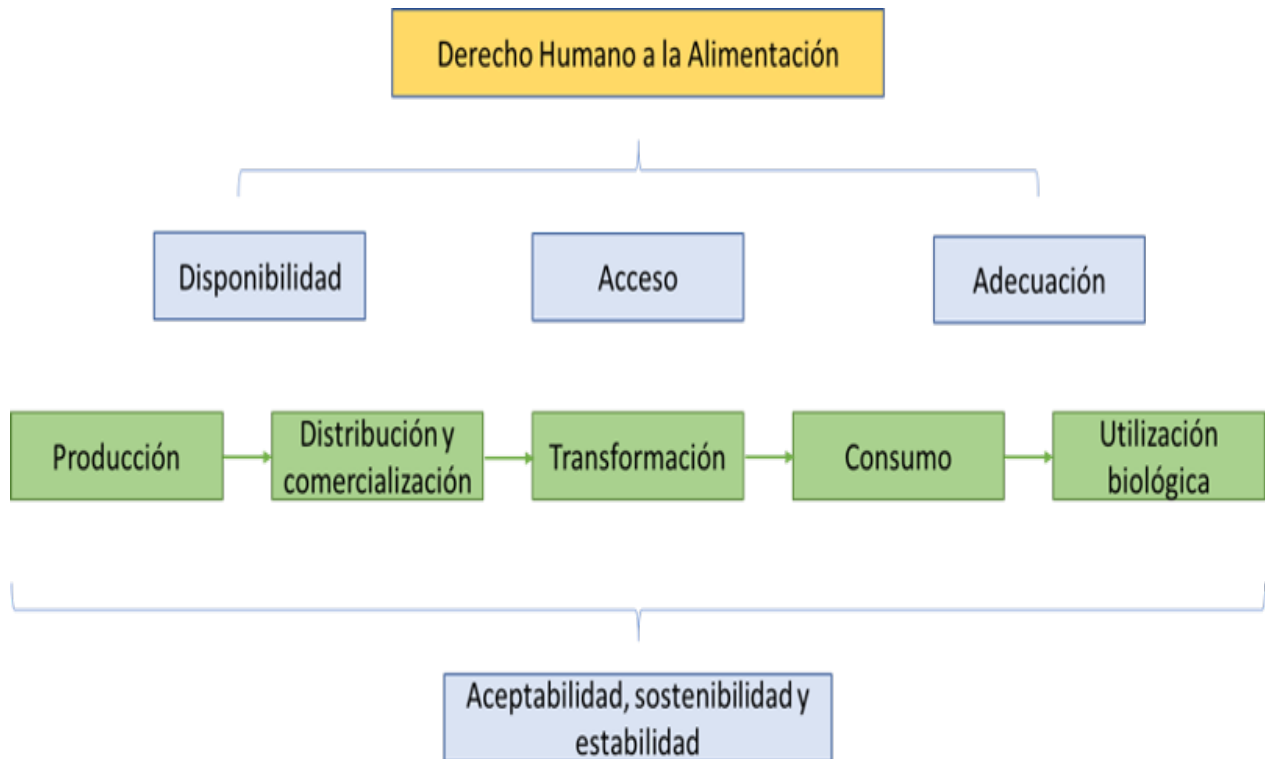 Derecho Humano a la Alimentación
Disponibilidad
Acceso
Adecuación
Producción
Distribución y
comercialización
Transformación
Consumo
Utilización
biológica
Aceptabilidad, sostenibilidad y
estabilidad